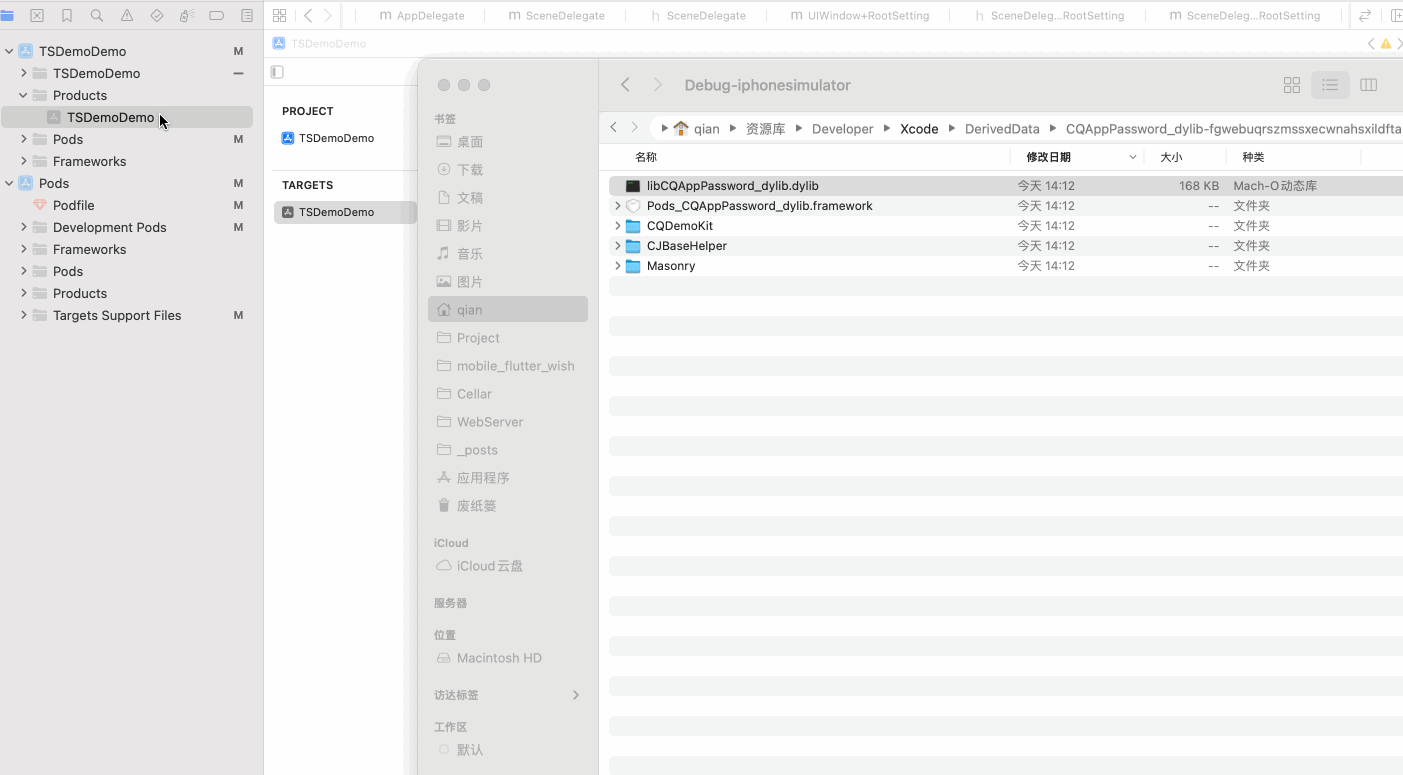 AppDelegate
SceneDelegate
SceneDelegate
UIWindow+RootSetting
SceneDeleg...RootSetting
SceneDeleg...RootSetting
TSDemoDemo M
TSDemoDemo
Products
TSDemoDemo
Pods M
Frameworks
Pods
Podfile M
Development Pods M
Frameworks M
Pods
Products
Targets Support Files M
TSDemoDemo
PROJECT
TSDemoDemo
TARGETS
TSDemoDemo
书签
桌面
下载
文稿
影片
音乐
图片
qian
Project
mobile_flutter_wish
Cellar
WebServer
_posts
应用程序
废纸篓
iCloud
iCloud云盘
服务器
位置
Macintosh HD
访达标签
工作区
默认
Debug-iphonesimulator
qian 资源库 Developer Xcode DerivedData CQAppPassword_dylib-fgwebuqrszmssxecwnahsxildfta
名称 修改日期 大小 种类
libCQAppPassword_dylib.dylib 今天 14:12 168 KB Mach-O动态库
Pods_CQAppPassword_dylib.framework 今天 14:12 -- 文件夹
CQDemoKit 今天 14:12 -- 文件夹
CJBaseHelper 今天 14:12 -- 文件夹
Masonry 今天 14:12 -- 文件夹